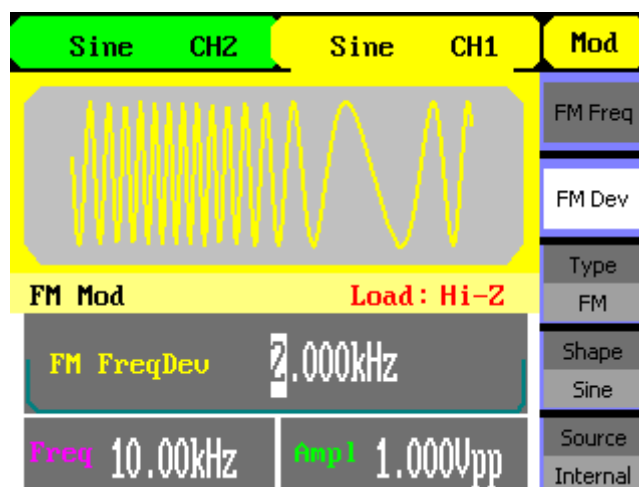 Sine CH2 Sine CH1 Mod
FM Freq
FM Dev
Type
FM
FM Mod Load: Hi-Z
FM FreqDev 2.000kHz
Shape
Sine
Freq 10.00kHz Ampl 1.000Vpp
Source
Internal